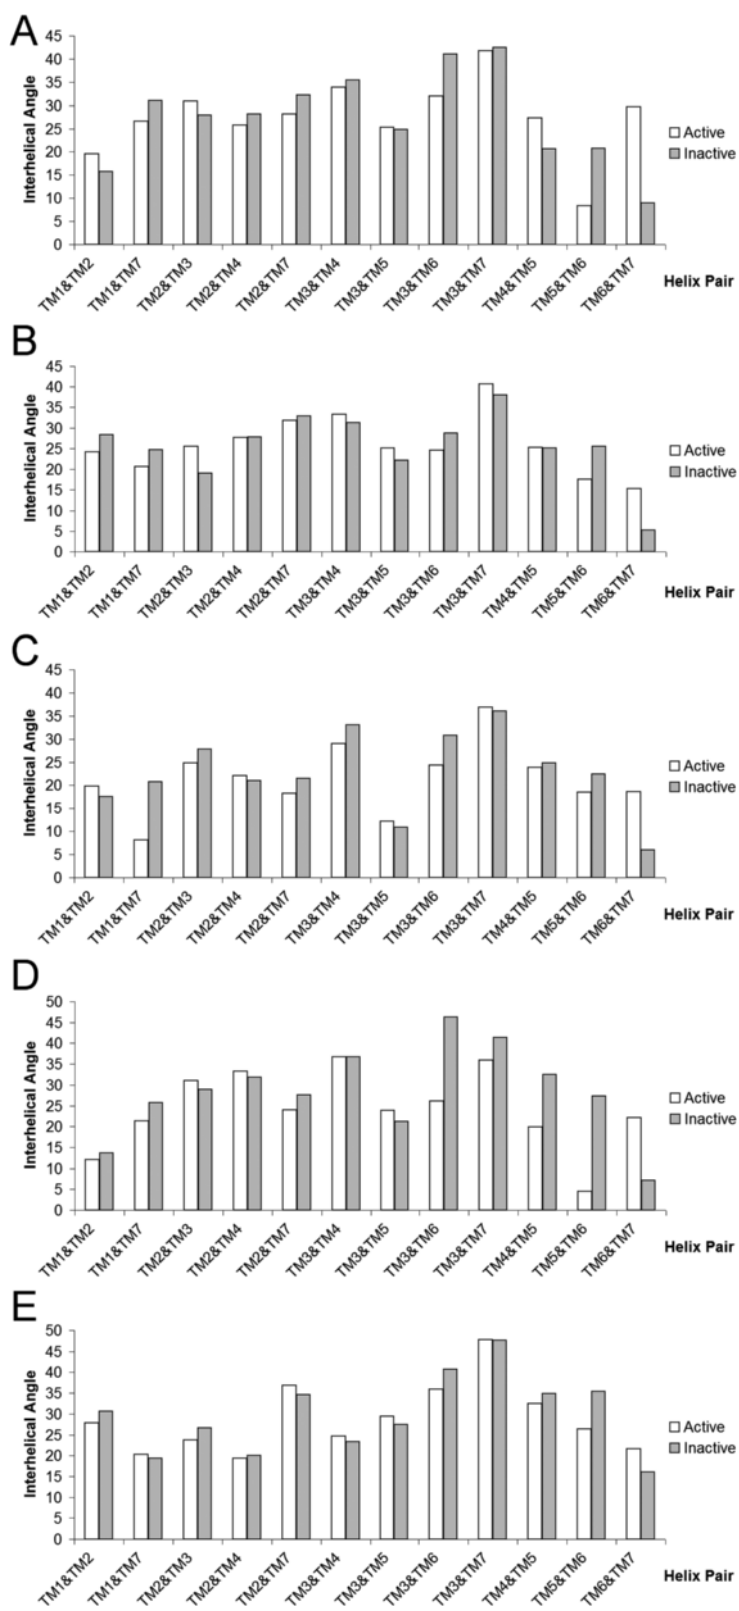 A
45
40
35
30
25
20
15
10
5
0
Interhelical Angle
Active
Inactive
TM1&TM2 TM1&TM7 TM2&TM3 TM2&TM4 TM2&TM7 TM3&TM4 TM3&TM5 TM3&TM6 TM3&TM7 TM4&TM5 TM5&TM6 TM6&TM7
Helix Pair
B
45
40
35
30
25
20
15
10
5
0
Interhelical Angle
Active
Inactive
TM1&TM2 TM1&TM7 TM2&TM3 TM2&TM4 TM2&TM7 TM3&TM4 TM3&TM5 TM3&TM6 TM3&TM7 TM4&TM5 TM5&TM6 TM6&TM7
Helix Pair
C
45
40
35
30
25
20
15
10
5
0
Interhelical Angle
Active
Inactive
TM1&TM2 TM1&TM7 TM2&TM3 TM2&TM4 TM2&TM7 TM3&TM4 TM3&TM5 TM3&TM6 TM3&TM7 TM4&TM5 TM5&TM6 TM6&TM7
Helix Pair
D
50
45
40
35
30
25
20
15
10
5
0
Interhelical Angle
Active
Inactive
TM1&TM2 TM1&TM7 TM2&TM3 TM2&TM4 TM2&TM7 TM3&TM4 TM3&TM5 TM3&TM6 TM3&TM7 TM4&TM5 TM5&TM6 TM6&TM7
Helix Pair
E
50
45
40
35
30
25
20
15
10
5
0
Interhelical Angle
Active
Inactive
TM1&TM2 TM1&TM7 TM2&TM3 TM2&TM4 TM2&TM7 TM3&TM4 TM3&TM5 TM3&TM6 TM3&TM7 TM4&TM5 TM5&TM6 TM6&TM7
Helix Pair